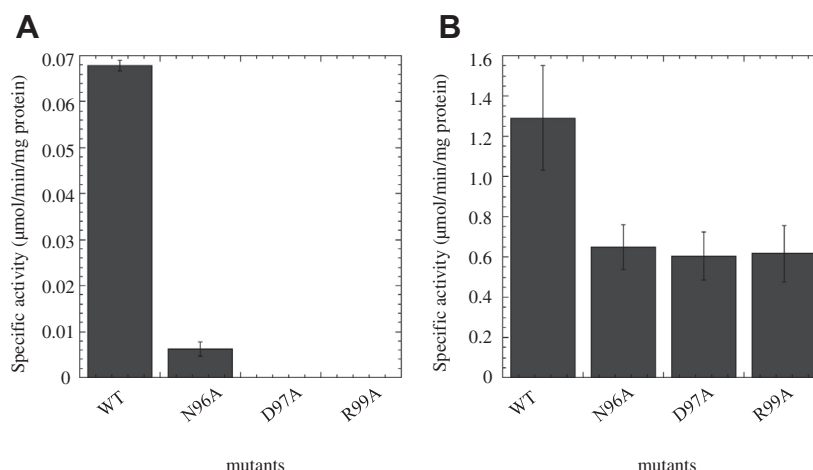 A
Specific activity (µmol/min/mg protein)
0.07
0.06
0.05
0.04
0.03
0.02
0.01
0
WT
N96A
D97A
R99A
mutants
B
Specific activity (µmol/min/mg protein)
1.6
1.4
1.2
1.0
0.8
0.6
0.4
0.2
0
WT
N96A
D97A
R99A
mutants